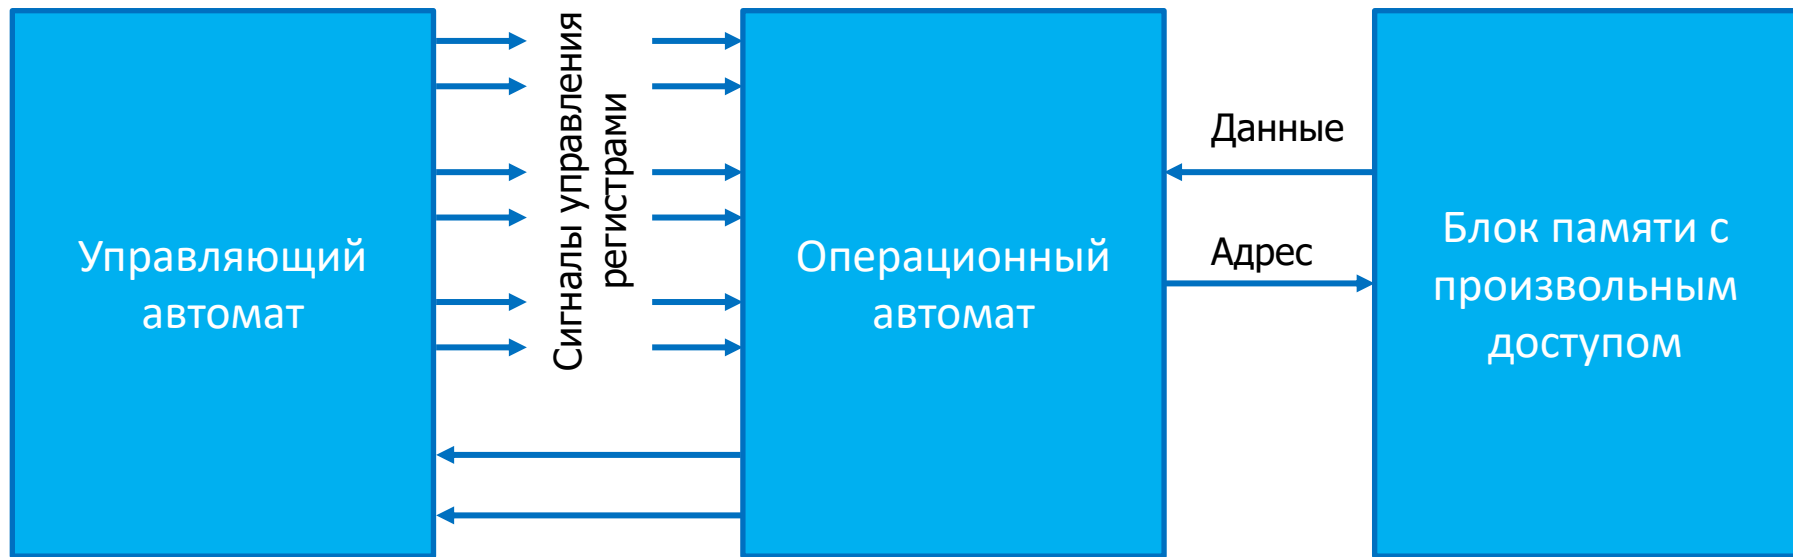 Управляющий
автомат
Сигналы управления
регистрами
Операционный
автомат
Данные
Адрес
Блок памяти с
произвольным
доступом